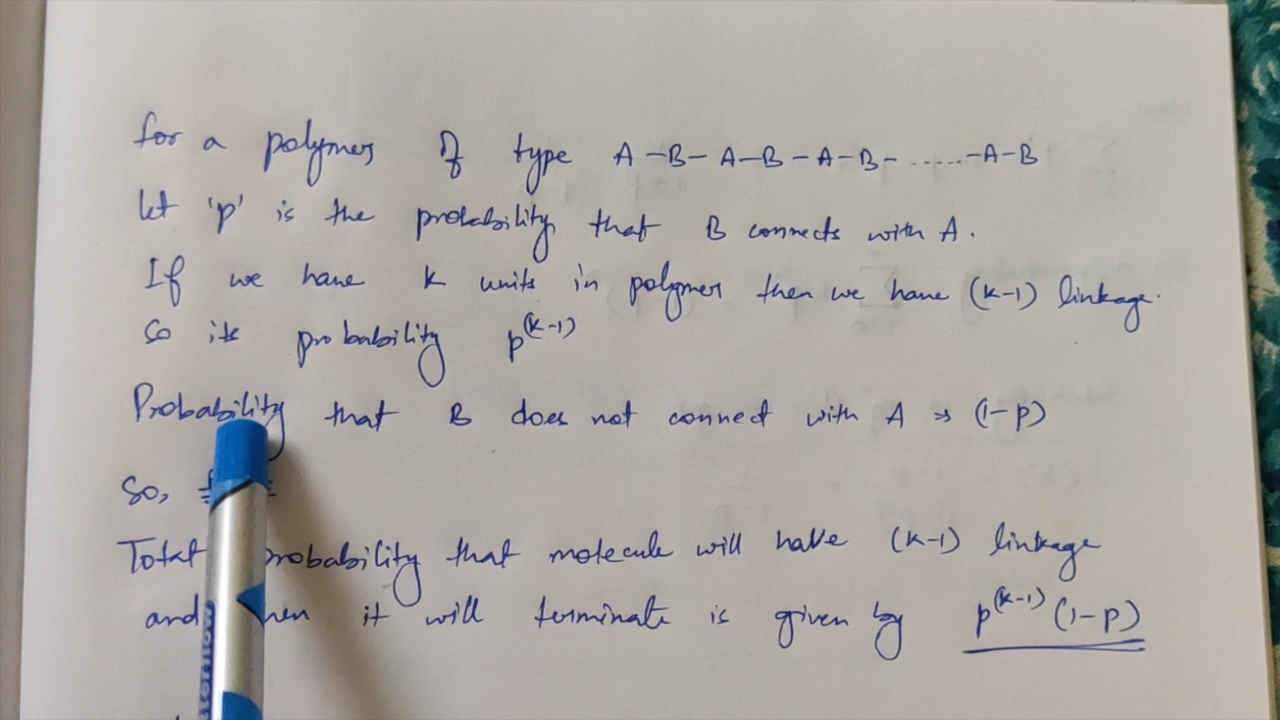 for a polymer of type A-B-A-B-A-B-.....-A-B
let 'p' is the probability that B connects with A.
If we have k units in polymer then we have (k-1) linkage.
So its probability p^(k-1)
Probability that B does not connect with A is (1-p)
So,
Total probability that molecule will have (k-1) linkage
and hen it will terminate is given by p^(k-1) (1-p)